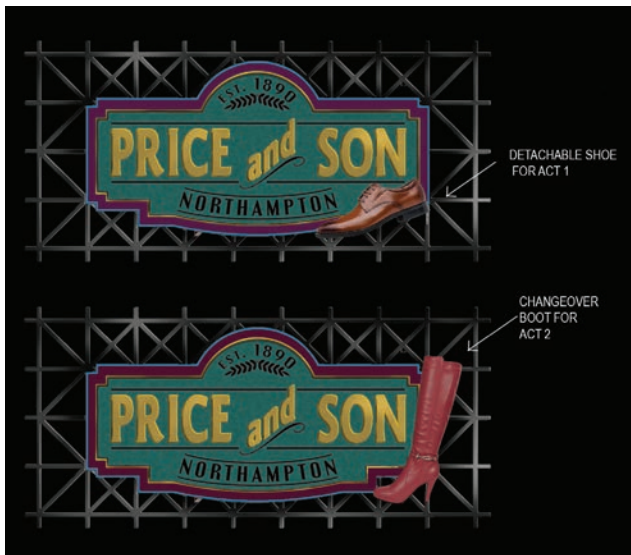 EST. 1890
PRICE and SON
NORTHAMPTON
DETACHABLE SHOE
FOR ACT 1
CHANGEOVER
BOOT FOR
ACT 2
EST. 1890
PRICE and SON
NORTHAMPTON